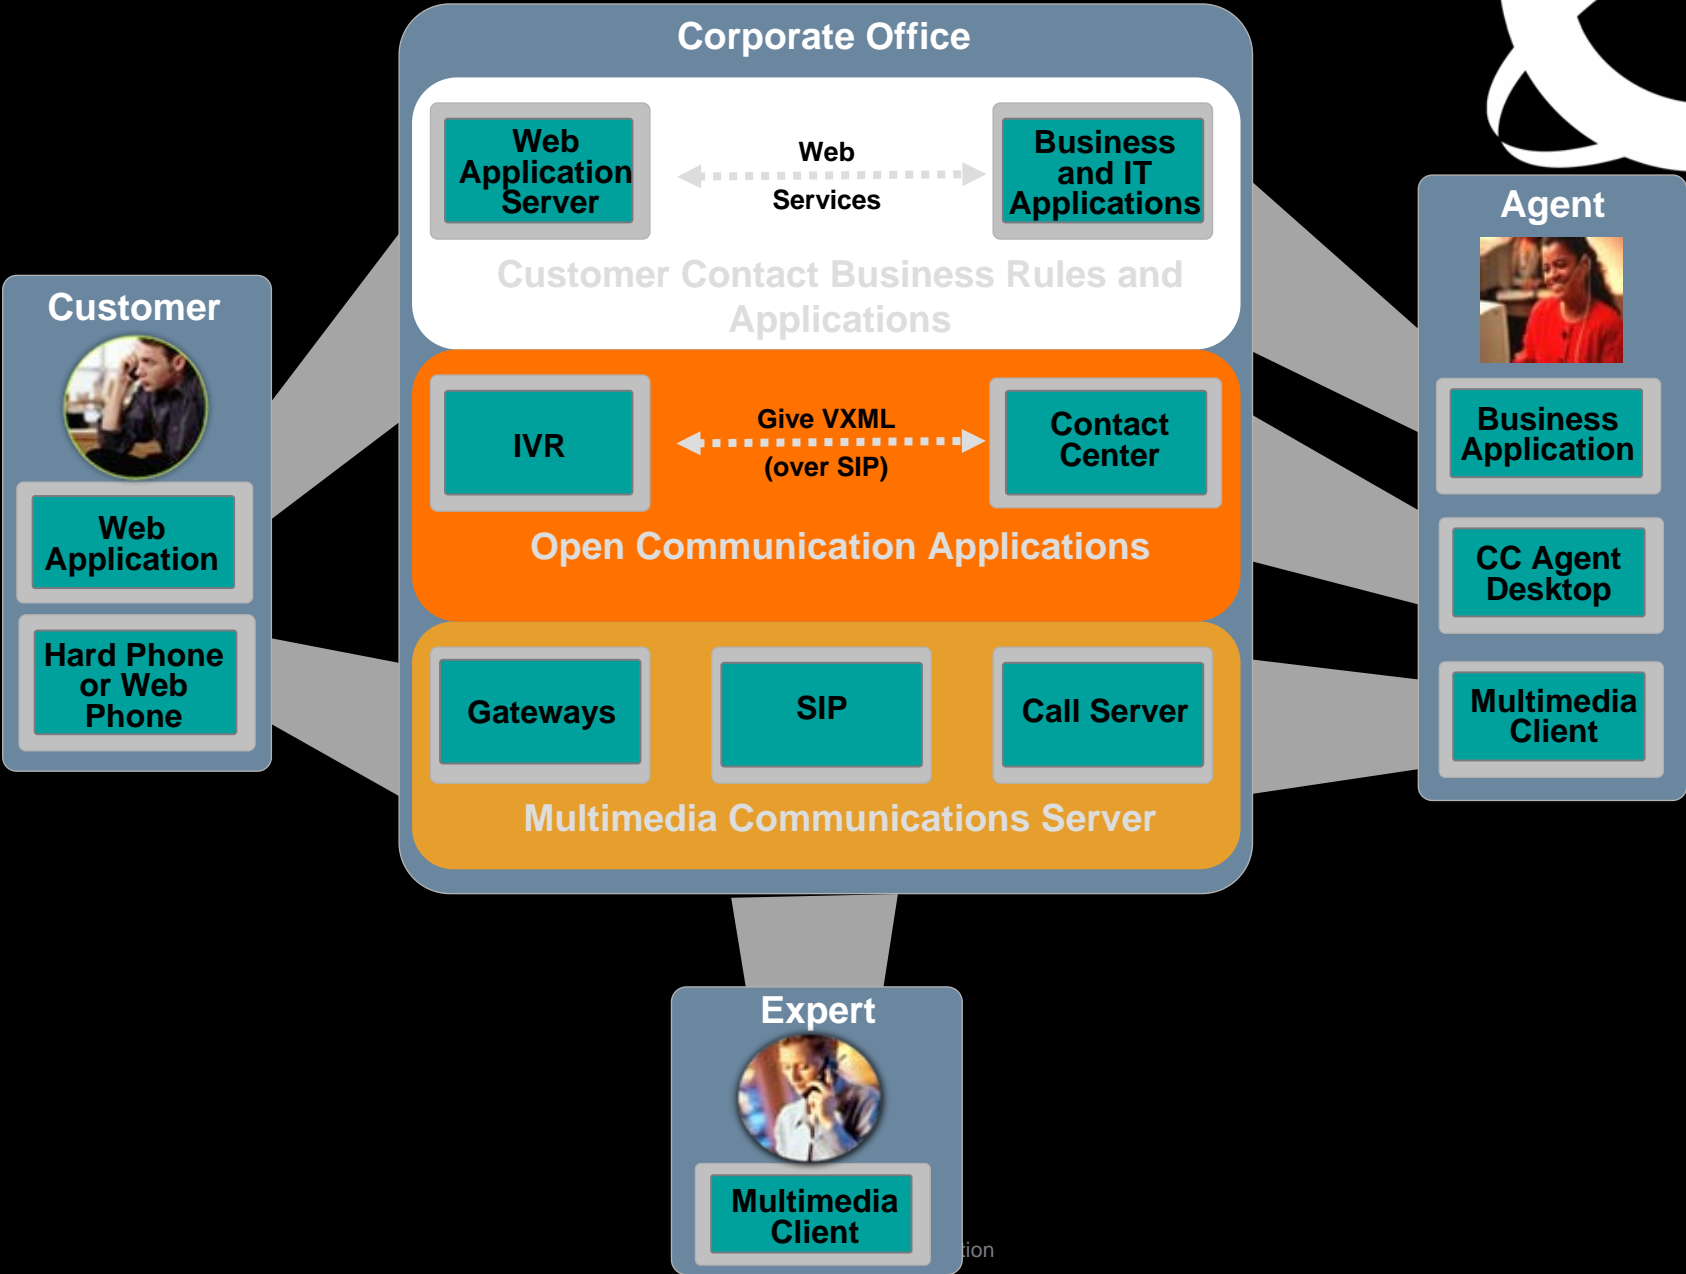 Corporate Office
Web
Application
Server
Web
Services
Business
and IT
Applications
Customer Contact Business Rules and
Applications
IVR
Give VXML
(over SIP)
Contact
Center
Open Communication Applications
Gateways
SIP
Call Server
Multimedia Communications Server
Customer
Web
Application
Hard Phone
or Web
Phone
Agent
Business
Application
CC Agent
Desktop
Multimedia
Client
Expert
Multimedia
Client